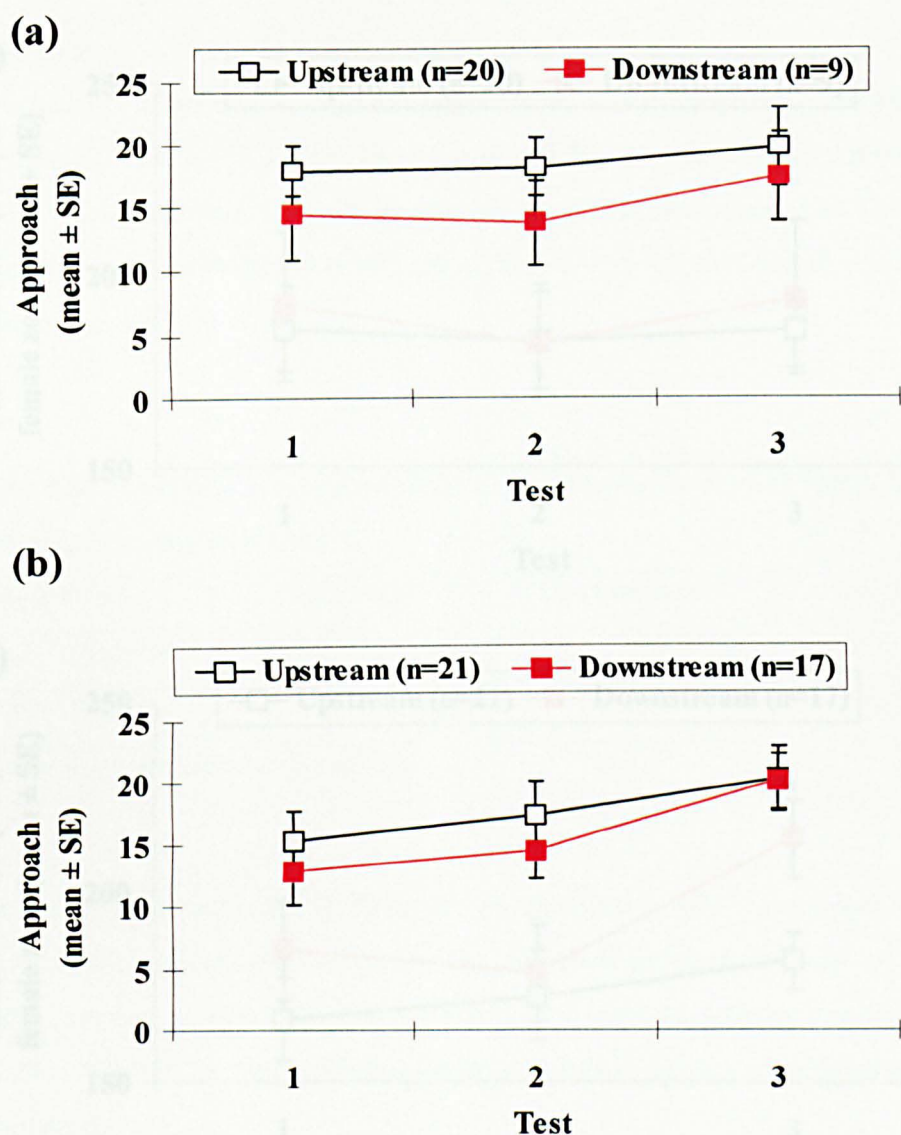 (a)
Upstream (n=20) Downstream (n=9)
25
20
15
10
5
0
Approach
(mean ± SE)
1 2 3
Test
(b)
Upstream (n=21) Downstream (n=17)
25
20
15
10
5
0
Approach
(mean ± SE)
1 2 3
Test